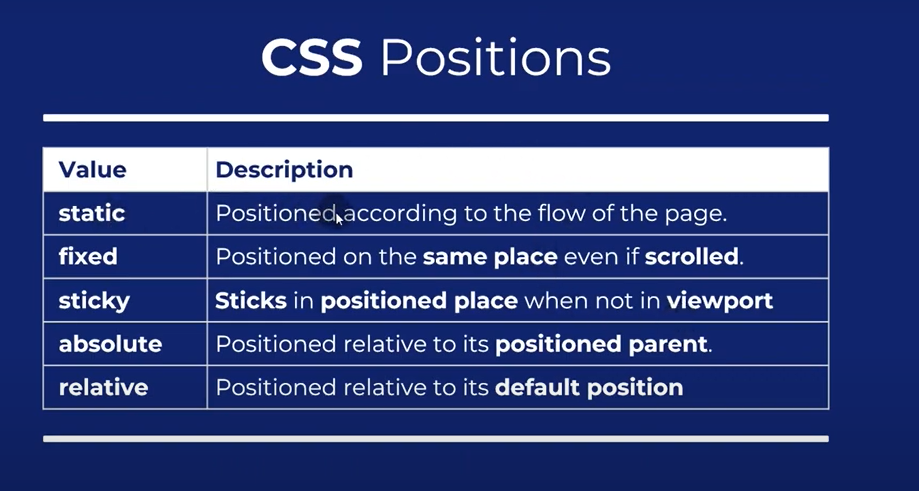 CSS Positions
Value Description
static Positioned according to the flow of the page.
fixed Positioned on the same place even if scrolled.
sticky Sticks in positioned place when not in viewport
absolute Positioned relative to its positioned parent.
relative Positioned relative to its default position